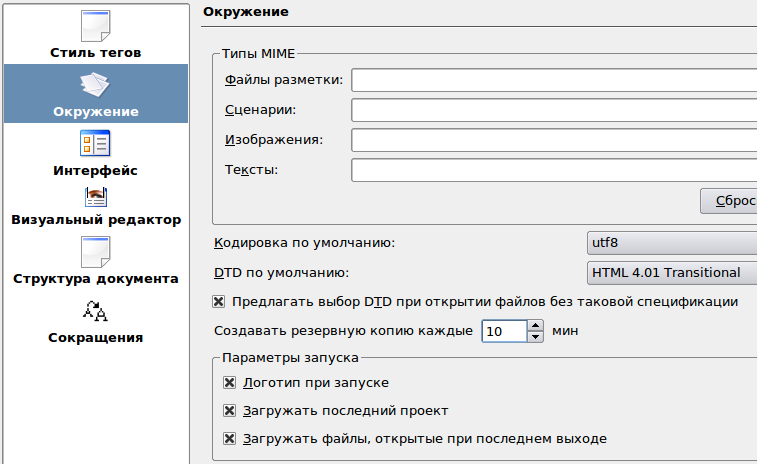 Стиль тегов
Окружение
Интерфейс
Визуальный редактор
Структура документа
Сокращения
Окружение
Типы MIME
Файлы разметки:
Сценарии:
Изображения:
Тексты:
Сброс
Кодировка по умолчанию: utf8
DTD по умолчанию: HTML 4.01 Transitional
Предлагать выбор DTD при открытии файлов без таковой спецификации
Создавать резервную копию каждые 10 мин
Параметры запуска
Логотип при запуске
Загружать последний проект
Загружать файлы, открытые при последнем выходе